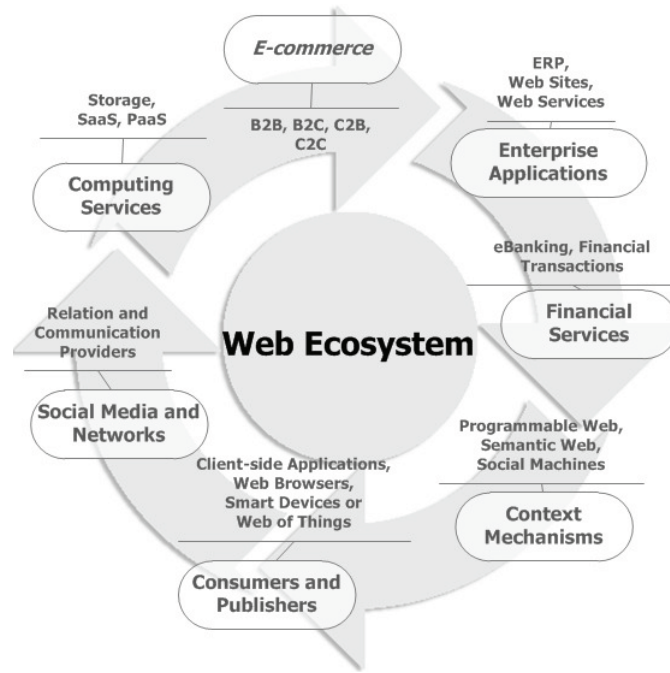 E-commerce
B2B, B2C, C2B,
C2C
ERP,
Web Sites,
Web Services
Enterprise
Applications
eBanking, Financial
Transactions
Financial
Services
Programmable Web,
Semantic Web,
Social Machines
Context
Mechanisms
Client-side Applications,
Web Browsers,
Smart Devices or
Web of Things
Consumers and
Publishers
Relation and
Communication
Providers
Social Media and
Networks
Storage,
SaaS, PaaS
Computing
Services
Web Ecosystem